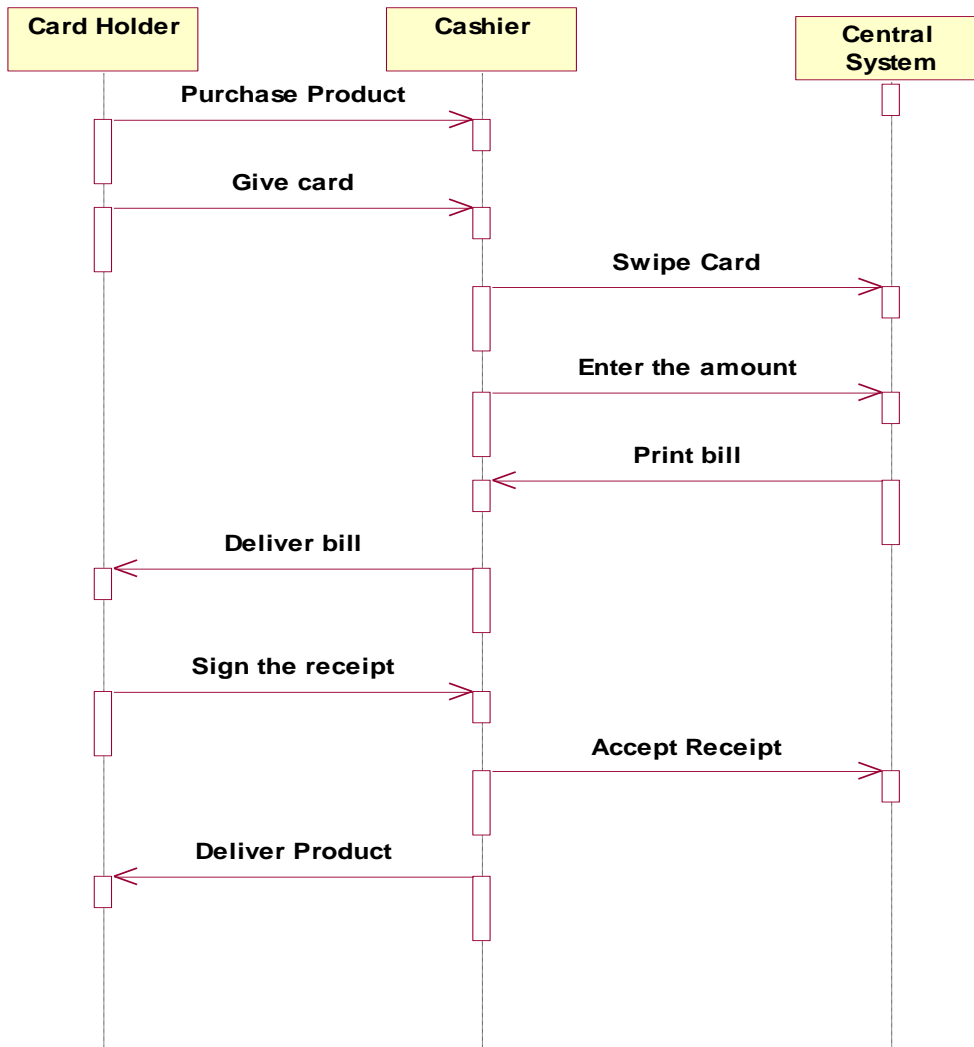 Card Holder
Cashier
Central
System
Purchase Product
Give card
Swipe Card
Enter the amount
Print bill
Deliver bill
Sign the receipt
Accept Receipt
Deliver Product